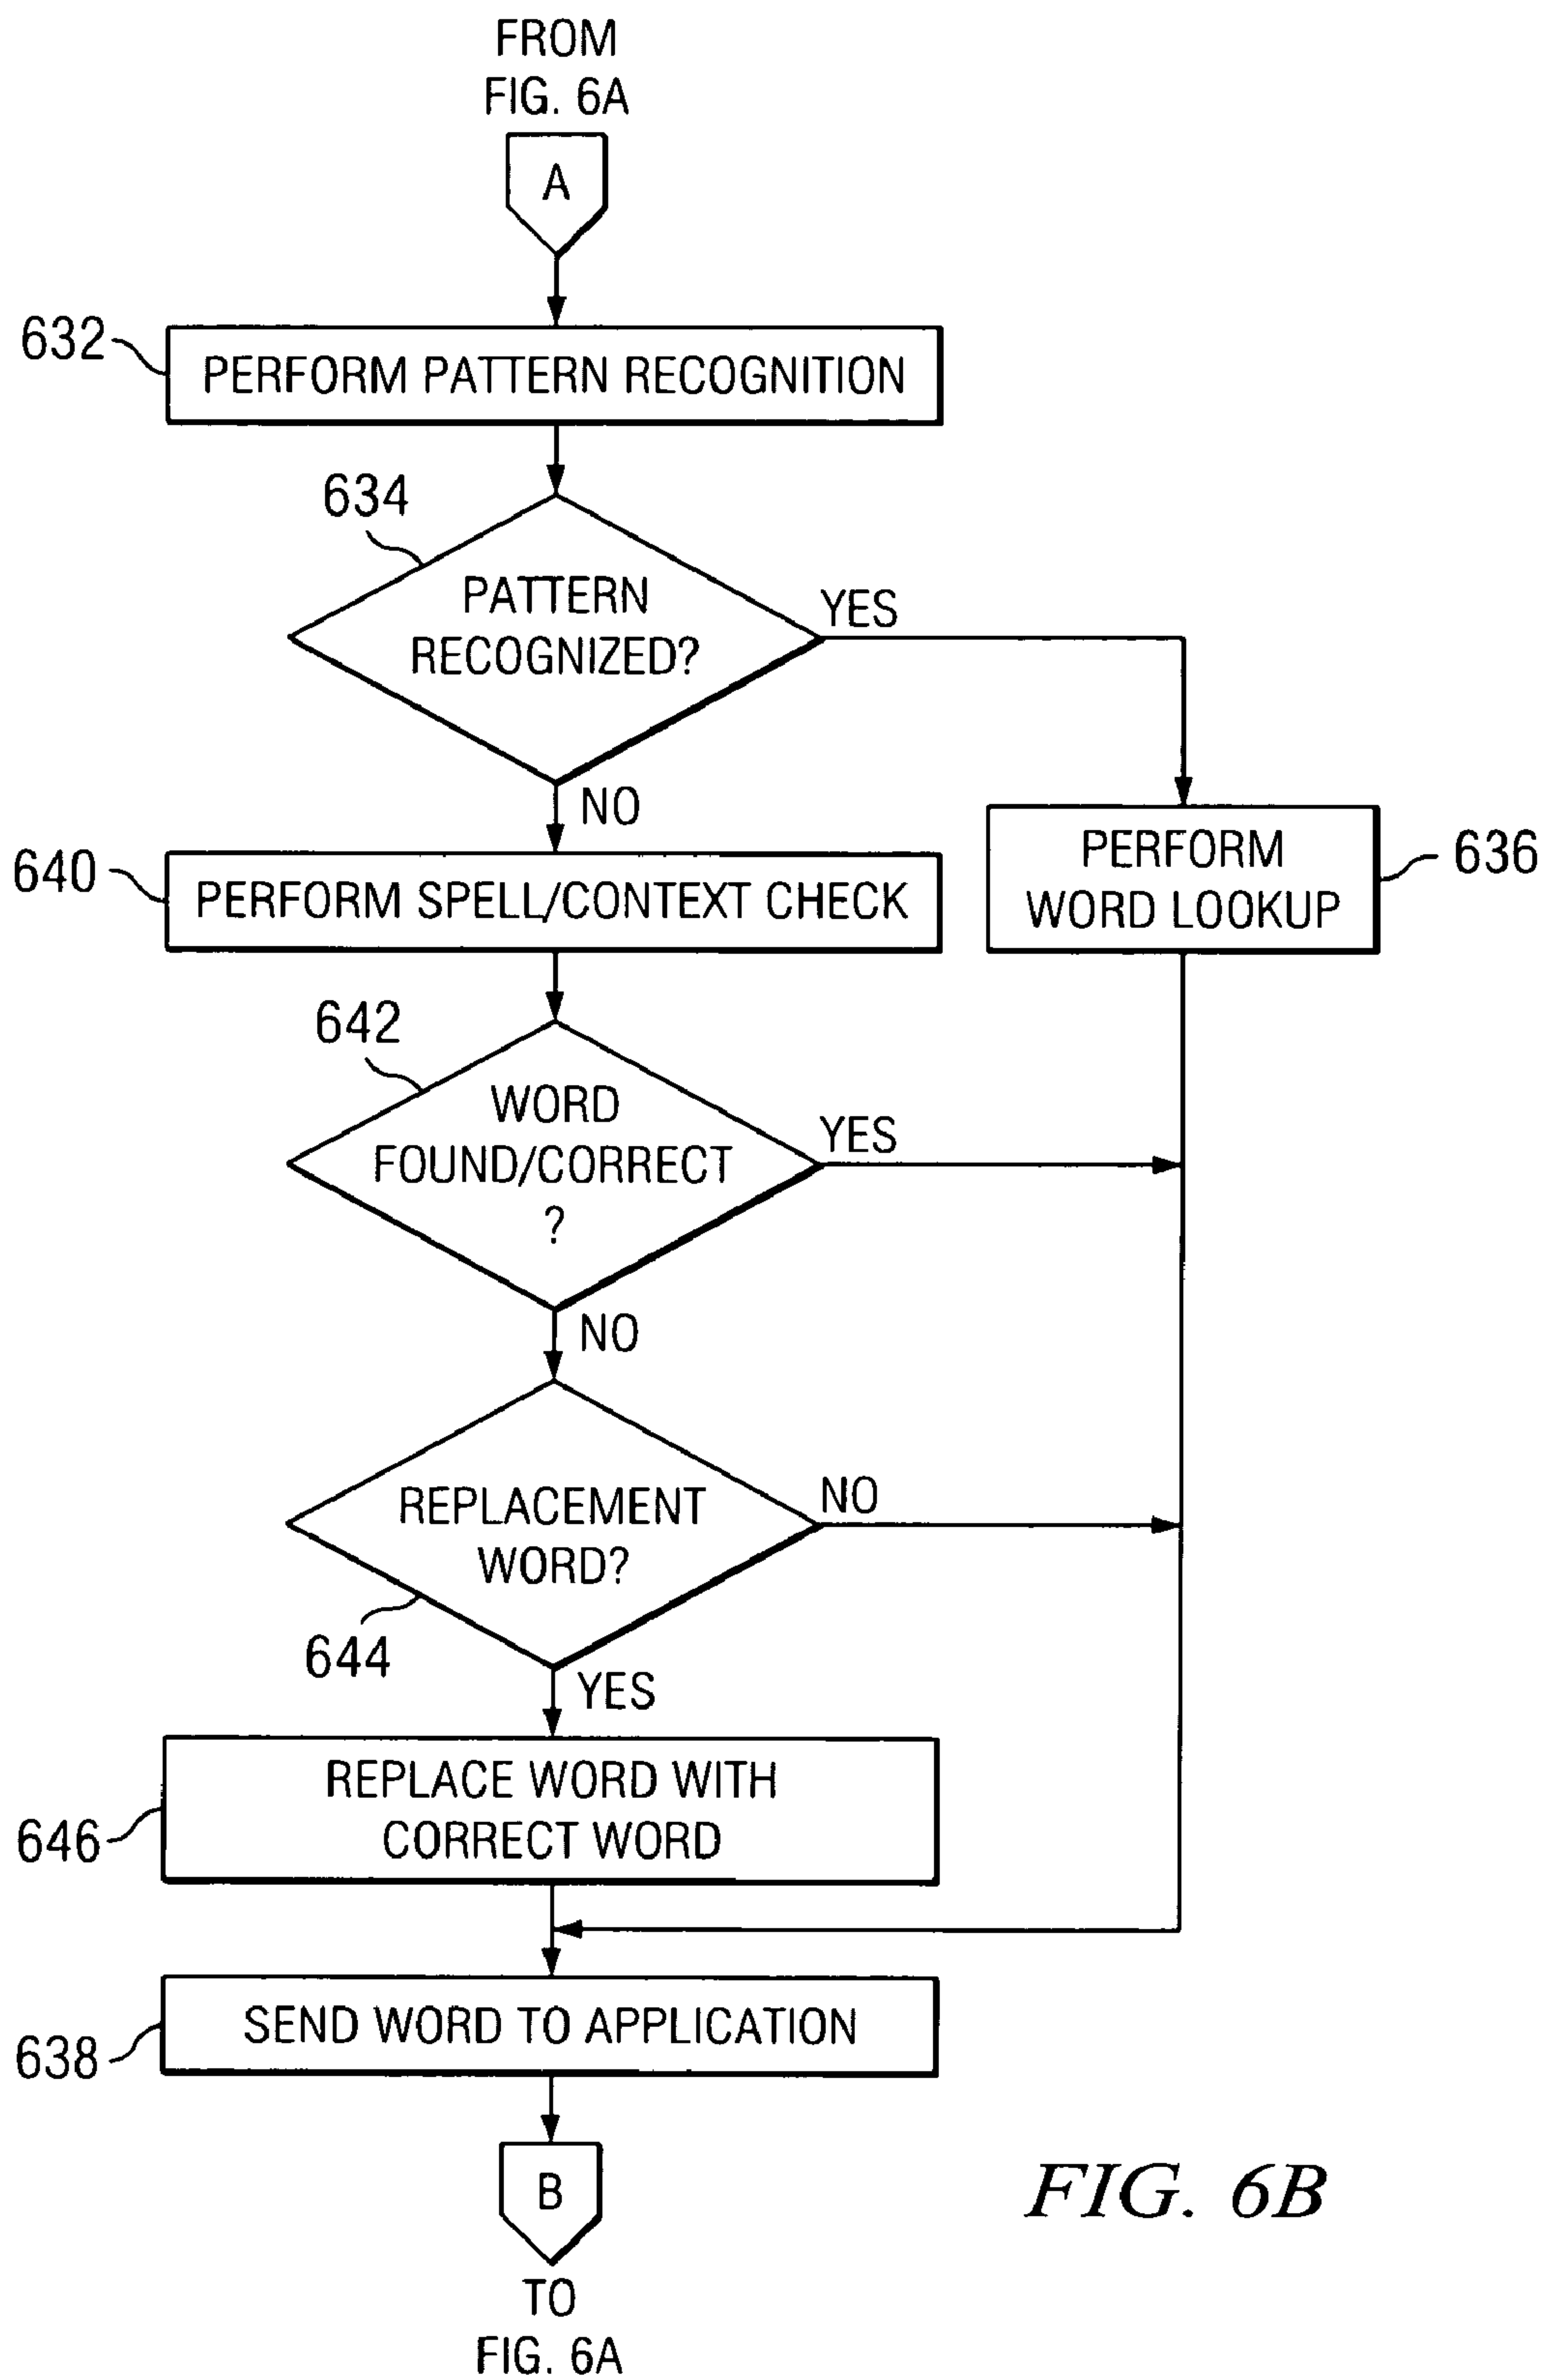 FROM
FIG. 6A
A
632
PERFORM PATTERN RECOGNITION
634
PATTERN
RECOGNIZED?
YES
NO
640
PERFORM SPELL/CONTEXT CHECK
PERFORM
WORD LOOKUP
636
642
WORD
FOUND/CORRECT
?
YES
NO
REPLACEMENT
WORD?
NO
644
YES
REPLACE WORD WITH
CORRECT WORD
646
SEND WORD TO APPLICATION
638
B
TO
FIG. 6A
FIG. 6B